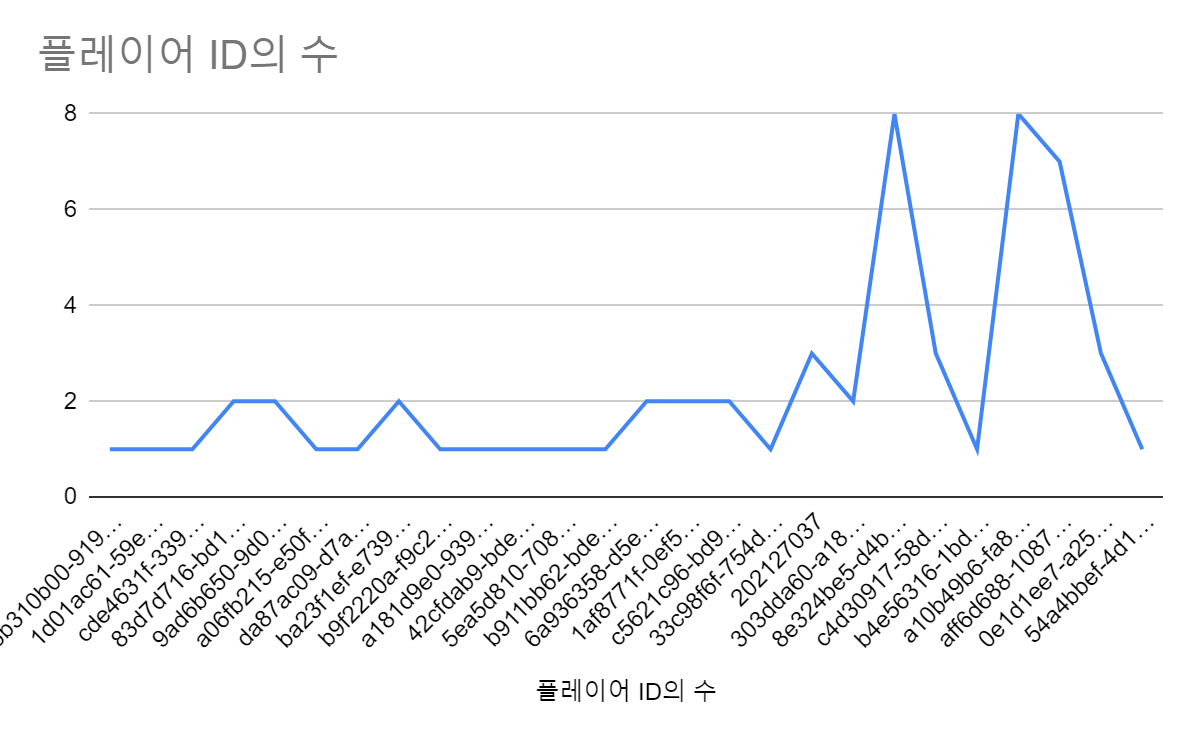 플레이어 ID의 수
8
6
4
2
0
1d01ac61-59e…
cde4631f-339…
83d7d716-bd1…
9ad6b650-9d0…
a06fb215-e50f…
da87ac09-d7a…
ba23f1ef-e739…
b9f2220a-f9c2…
a181d9e0-939…
42cfdab9-bde…
5ea5d810-708…
b911bb62-bde…
6a936358-d5e…
1af8771f-0ef5…
c5621c96-bd9…
33c98f6f-754d…
202127037
303dda60-a18…
8e324be5-d4b…
c4d30917-58d…
b4e56316-1bd…
a10b49b6-fa8…
aff6d688-1087…
0e1d1ee7-a25…
54a4bbef-4d1…
플레이어 ID의 수